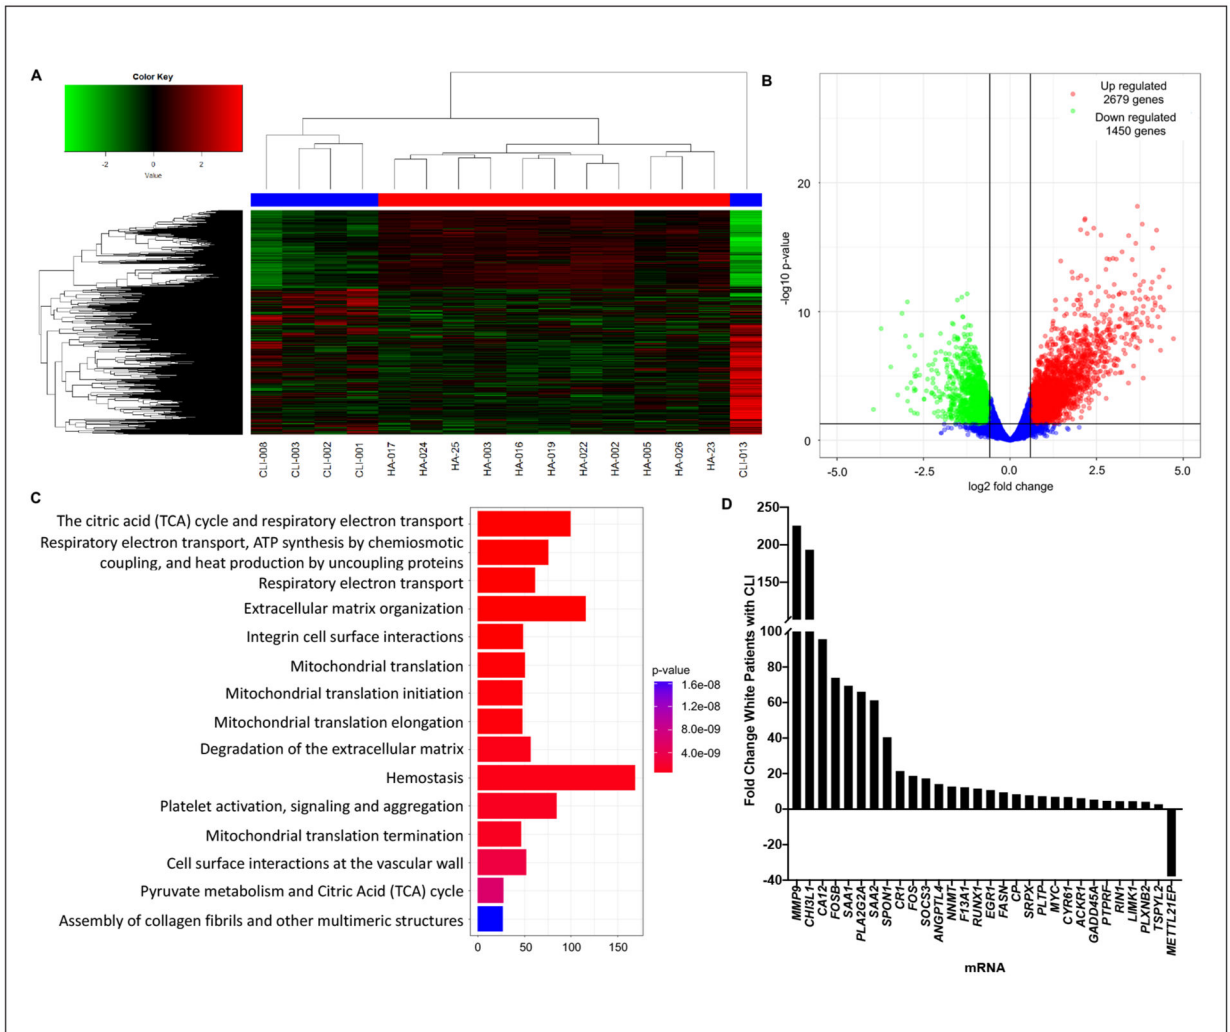 A
Color Key
-2
0
2
Value
CLI-008
CLI-003
CLI-002
CLI-001
HA-017
HA-024
HA-25
HA-003
HA-016
HA-019
HA-022
HA-002
HA-005
HA-026
HA-23
CLI-013
B
Up regulated
2679 genes
Down regulated
1450 genes
-log10 p-value
20
10
0
-5.0
-2.5
0.0
2.5
5.0
log2 fold change
C
The citric acid (TCA) cycle and respiratory electron transport
Respiratory electron transport, ATP synthesis by chemiosmotic
coupling, and heat production by uncoupling proteins
Respiratory electron transport
Extracellular matrix organization
Integrin cell surface interactions
Mitochondrial translation
Mitochondrial translation initiation
Mitochondrial translation elongation
Degradation of the extracellular matrix
Hemostasis
Platelet activation, signaling and aggregation
Mitochondrial translation termination
Cell surface interactions at the vascular wall
Pyruvate metabolism and Citric Acid (TCA) cycle
Assembly of collagen fibrils and other multimeric structures
0
50
100
150
p-value
1.6e-08
1.2e-08
8.0e-09
4.0e-09
D
Fold Change White Patients with CLI
250
200
150
100
80
60
40
20
0
-20
-40
MMP9
CHI3L1
CA12
FOSB
SAA1
PLA2G2A
SAA2
SPON1
CR1
FOS
SOCS3
ANGPTL4
NNMT
F13A1
RUNX1
EGR1
FASN
CP
SRPX
PLTP
MYC
CYR61
ACKR1
GADD45A
PTPRF
RIN1
LIMK1
PLXNB2
TSPYL2
METTL21EP
mRNA